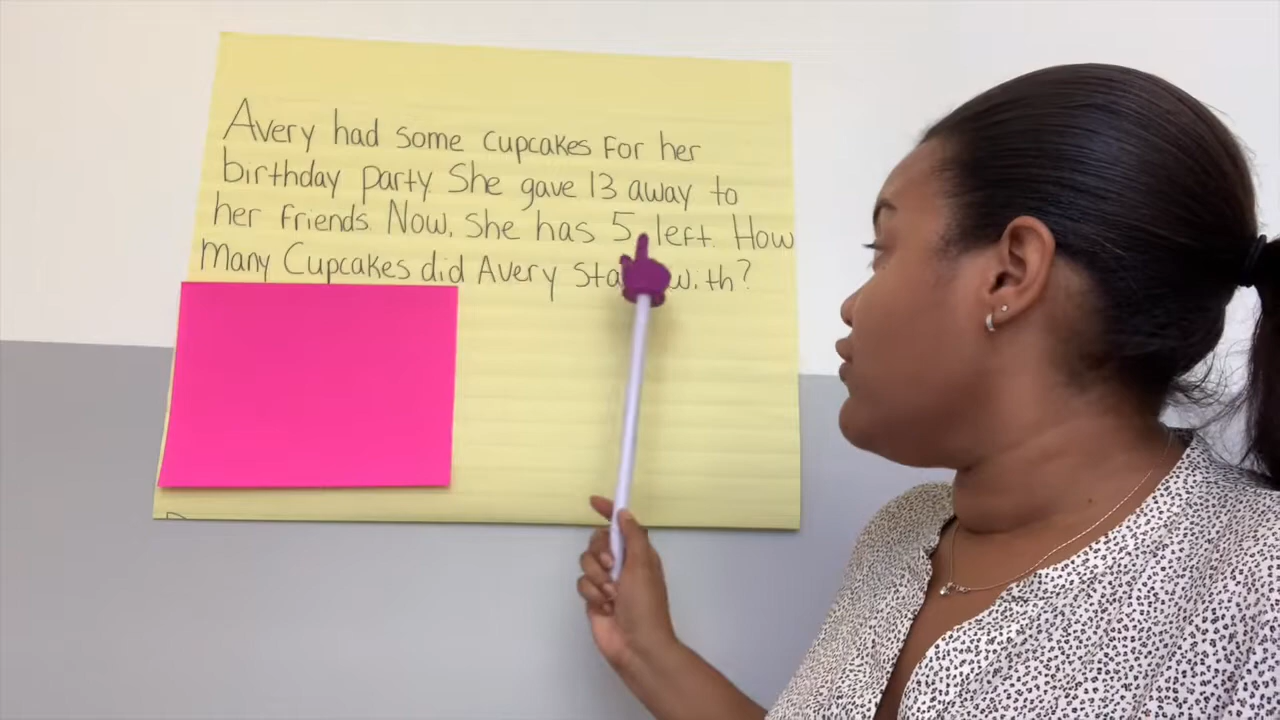 Avery had some cupcakes for her
birthday party She gave 13 away to
her friends. Now, she has 5 left. How
Many Cupcakes did Avery with?